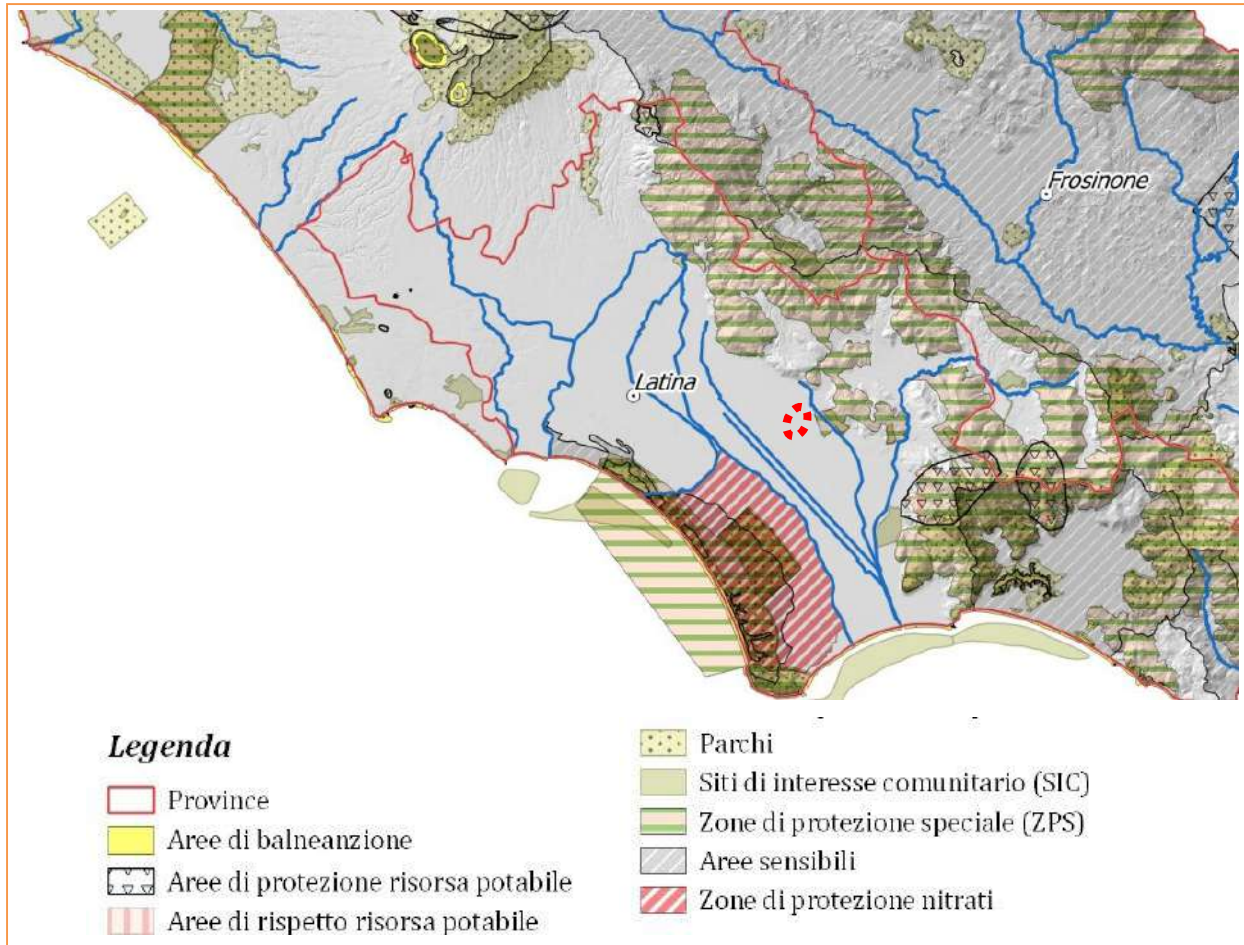 Frosinone
Latina
Legenda
Province
Aree di balneanzione
Aree di protezione risorsa potabile
Aree di rispetto risorsa potabile
Parchi
Siti di interesse comunitario (SIC)
Zone di protezione speciale (ZPS)
Aree sensibili
Zone di protezione nitrati